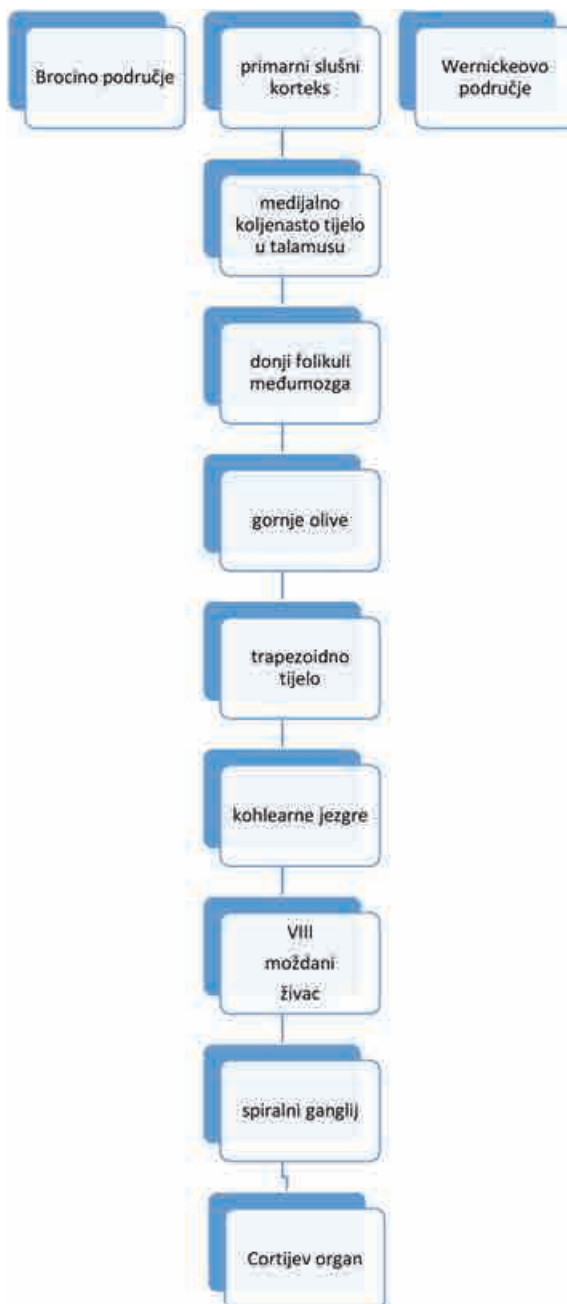 Brocino područje
primarni slušni
korteks
Wernickeovo
područje
medijalno
koljenasto tijelo
u talamusu
donji folikuli
međumozga
gornje olive
trapezoidno
tijelo
kohlearne jezgre
VIII
moždani
živac
spiralni ganglij
Cortijev organ